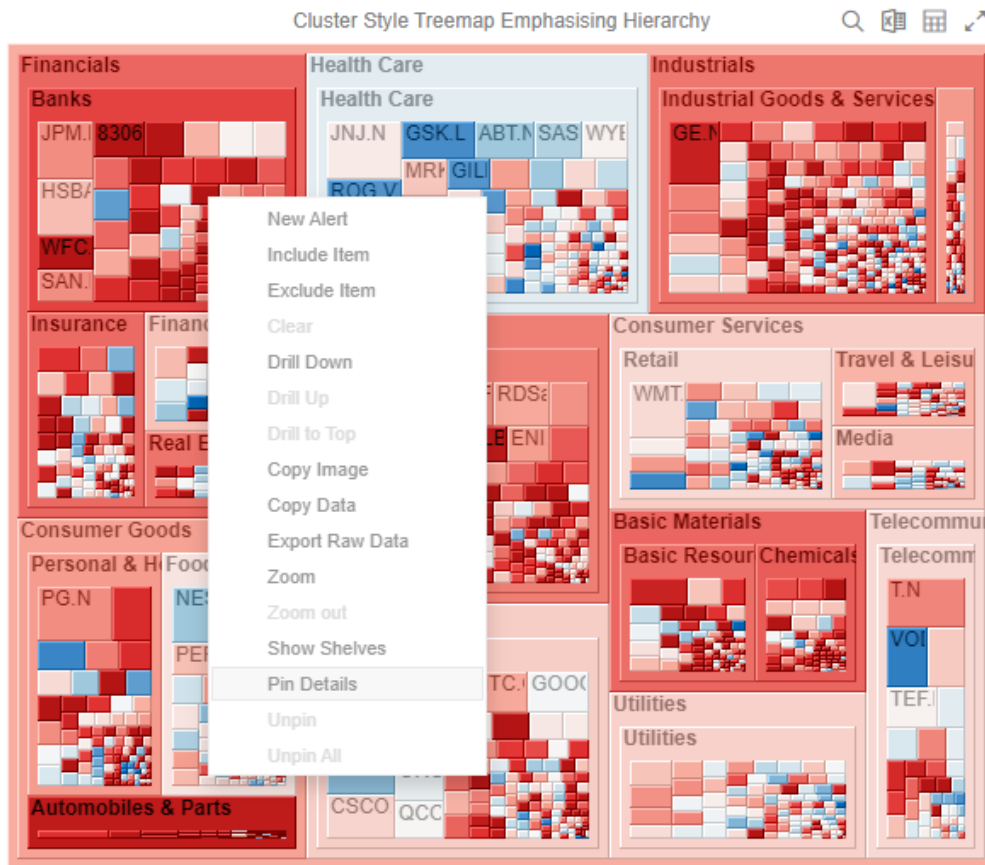 Cluster Style Treemap Emphasising Hierarchy
Financials
Banks
JPM.
8306
HSBA
WFC.
SAN.
Health Care
Health Care
JNJ.N
GSK.L
ABT.N
SAS
WYE
MRK
GILI
ROG.V
Industrials
Industrial Goods & Services
GE.N
New Alert
Include Item
Exclude Item
Clear
Drill Down
Drill Up
Drill to Top
Copy Image
Copy Data
Export Raw Data
Zoom
Zoom out
Show Shelves
Pin Details
Unpin
Unpin All
Insurance
Financ
Real E
RDSa
ENI
Consumer Services
Retail
WMT.
Travel & Leisu
Media
Consumer Goods
Personal & H
PG.N
Food
NES
PEP
Automobiles & Parts
TC.
GOOG
CSCO
QCO
Basic Materials
Basic Resour
Chemicals
Utilities
Utilities
Telecommu
Telecomm
T.N
VOD
TEF.